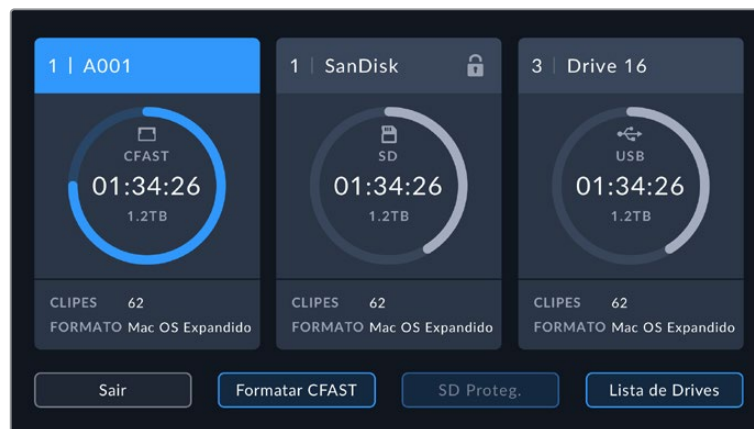 1 | A001
CFAST
01:34:26
1.2TB
CLIPES 62
FORMATO Mac OS Expandido
1 | SanDisk
SD
01:34:26
1.2TB
CLIPES 62
FORMATO Mac OS Expandido
3 | Drive 16
USB
01:34:26
1.2TB
CLIPES 62
FORMATO Mac OS Expandido
Sair
Formatar CFAST
SD Proteg.
Lista de Drives